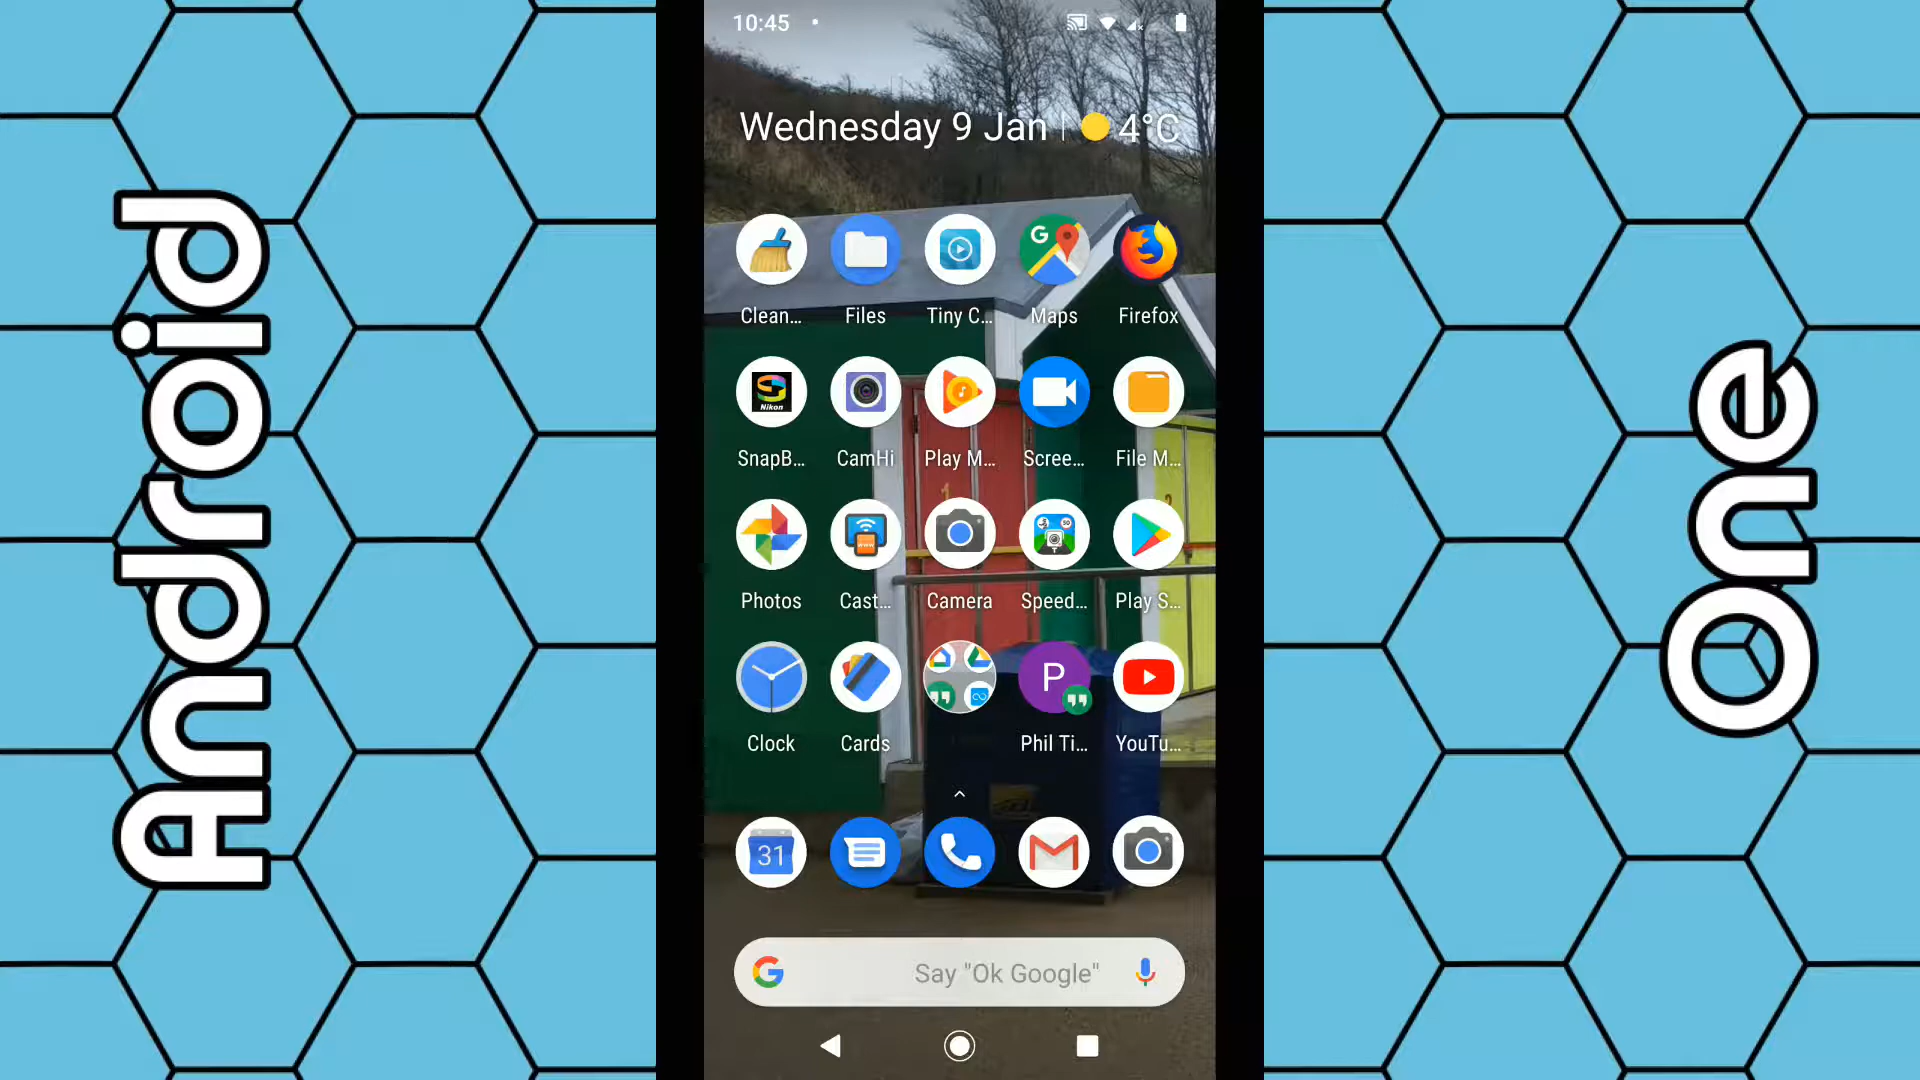 Android
10:45
Wednesday 9 Jan | 4°C
Clean...
Files
Tiny C...
Maps
Firefox
Nikon
SnapB...
CamHi
Play M...
Scree...
File M...
Photos
Cast...
Camera
Speed...
Play S...
Clock
Cards
P
Phil Ti...
YouTu...
31
Say "Ok Google"
One